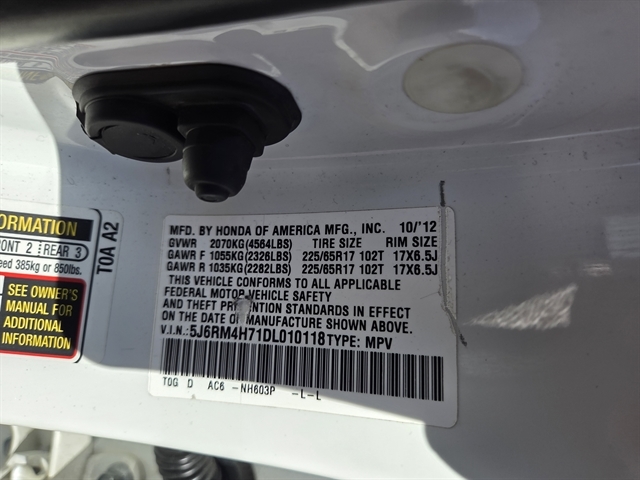 ORMATION
ONT 2 REAR 3
eed 385kg or 850lbs.
SEE OWNER'S
MANUAL FOR
ADDITIONAL
INFORMATION
T0A A2
MFD. BY HONDA OF AMERICA MFG., INC. 10/'12
GVWR 2070KG(4564LBS) TIRE SIZE RIM SIZE
GAWR F 1055KG(2326LBS) 225/65R17 102T 17X6.5J
GAWR R 1035KG(2282LBS) 225/65R17 102T 17X6.5J
THIS VEHICLE CONFORMS TO ALL APPLICABLE
FEDERAL MOTOR VEHICLE SAFETY
AND THEFT PREVENTION STANDARDS IN EFFECT
ON THE DATE OF MANUFACTURE SHOWN ABOVE.
V.I.N: 5J6RM4H71DL010118 TYPE: MPV
T0G D AC6 -NH603P -L-L